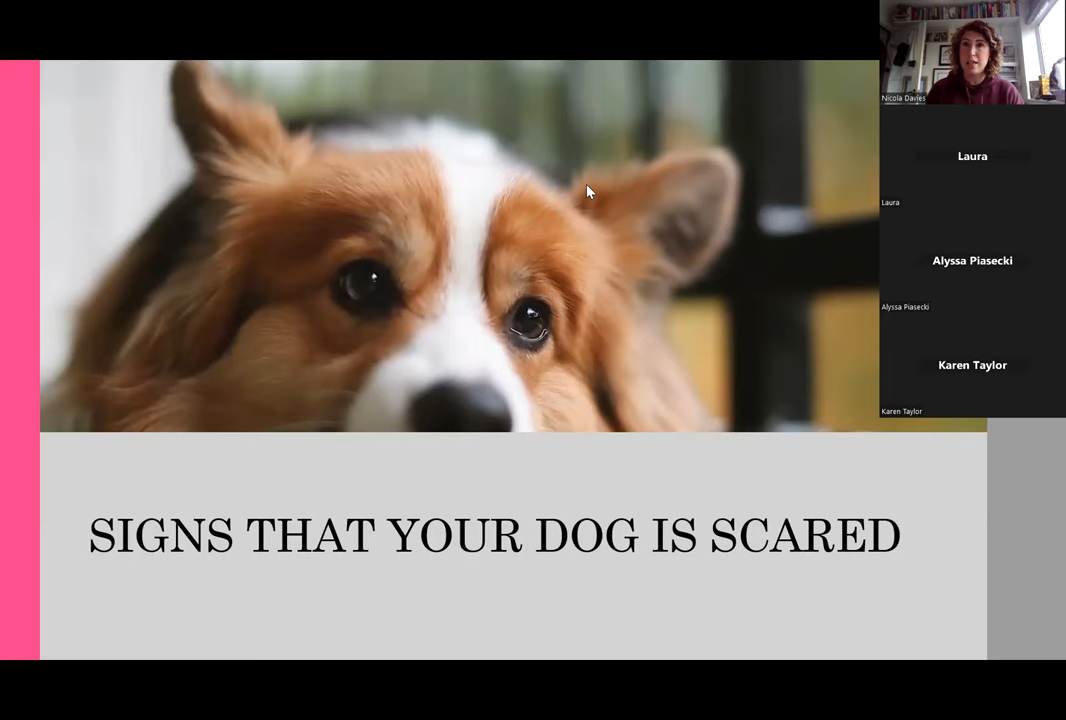 Nicola Davies
Laura
Laura
Alyssa Piasecki
Alyssa Piasecki
Karen Taylor
Karen Taylor
SIGNS THAT YOUR DOG IS SCARED